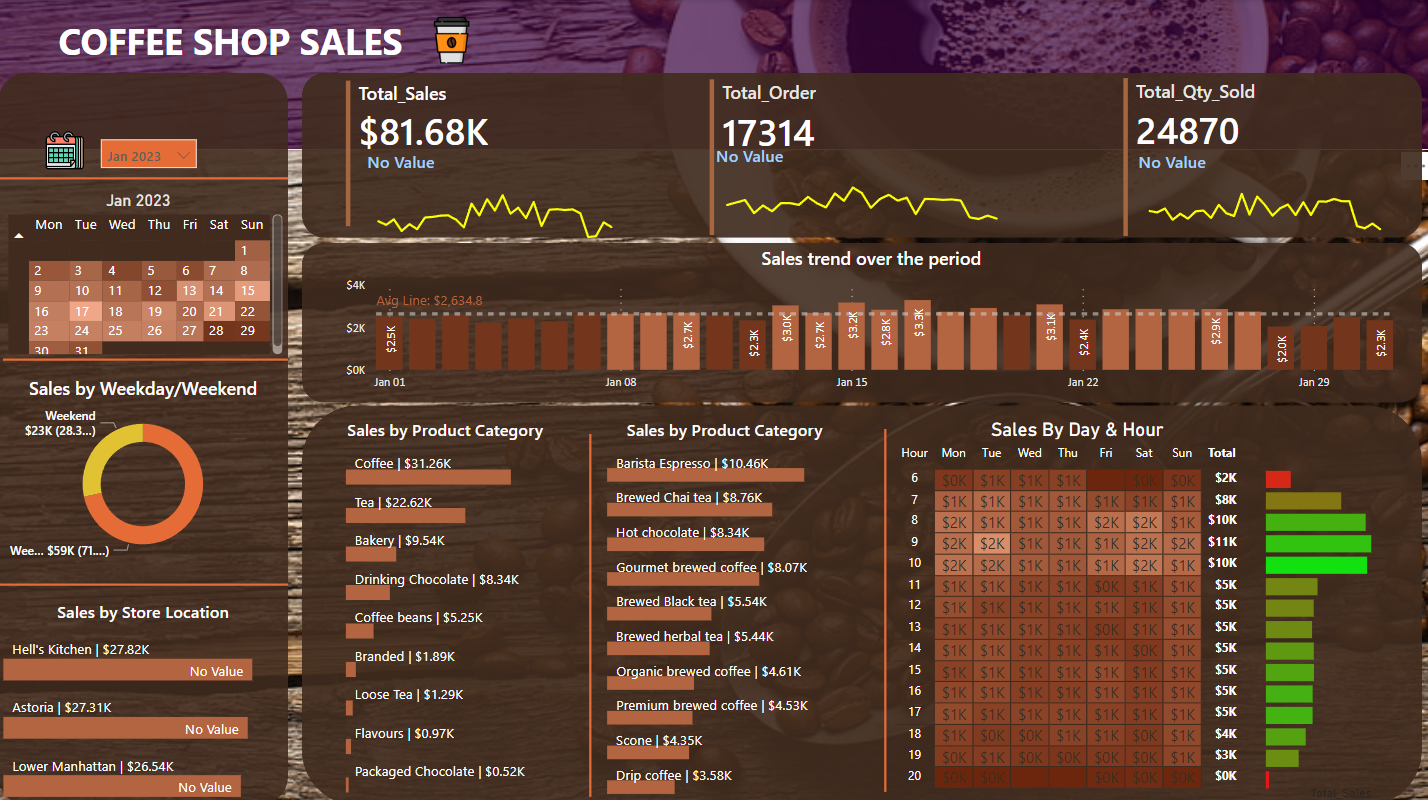 COFFEE SHOP SALES
Jan 2023
Jan 2023
Mon Tue Wed Thu Fri Sat Sun
1
2 3 4 5 6 7 8
9 10 11 12 13 14 15
16 17 18 19 20 21 22
23 24 25 26 27 28 29
30 31
Sales by Weekday/Weekend
Weekend
$23K (28.3...)
Wee... $59K (71....)
Sales by Store Location
Hell's Kitchen | $27.82K
No Value
Astoria | $27.31K
No Value
Lower Manhattan | $26.54K
No Value
Total_Sales
$81.68K
No Value
Total_Order
17314
No Value
Total_Qty_Sold
24870
No Value
Sales trend over the period
$4K
$2K
$0K
Avg Line: $2,634.8
$2.5K $2.7K $2.3K $3.0K $2.7K $3.2K $2.8K $3.3K $3.1K $2.4K $2.9K $2.0K $2.3K
Jan 01 Jan 08 Jan 15 Jan 22 Jan 29
Sales by Product Category
Coffee | $31.26K
Tea | $22.62K
Bakery | $9.54K
Drinking Chocolate | $8.34K
Coffee beans | $5.25K
Branded | $1.89K
Loose Tea | $1.29K
Flavours | $0.97K
Packaged Chocolate | $0.52K
Sales by Product Category
Barista Espresso | $10.46K
Brewed Chai tea | $8.76K
Hot chocolate | $8.34K
Gourmet brewed coffee | $8.07K
Brewed Black tea | $5.54K
Brewed herbal tea | $5.44K
Organic brewed coffee | $4.61K
Premium brewed coffee | $4.53K
Scone | $4.35K
Drip coffee | $3.58K
Sales By Day & Hour
Hour Mon Tue Wed Thu Fri Sat Sun Total
6 $0K $1K $1K $1K $0K $0K $2K
7 $1K $1K $1K $1K $1K $1K $1K $8K
8 $2K $2K $1K $1K $2K $2K $1K $10K
9 $2K $2K $1K $1K $1K $2K $2K $11K
10 $2K $2K $1K $1K $1K $2K $1K $10K
11 $1K $1K $1K $1K $0K $1K $1K $5K
12 $1K $1K $1K $1K $1K $1K $1K $5K
13 $1K $1K $1K $1K $0K $1K $1K $5K
14 $1K $1K $1K $1K $1K $1K $1K $5K
15 $1K $1K $1K $1K $1K $1K $1K $5K
16 $1K $1K $1K $1K $1K $1K $1K $5K
17 $1K $1K $1K $1K $1K $1K $1K $5K
18 $1K $0K $0K $0K $1K $1K $1K $4K
19 $1K $0K $0K $0K $1K $0K $1K $3K
20 $0K $0K $0K $0K $0K $0K
Total_Sales